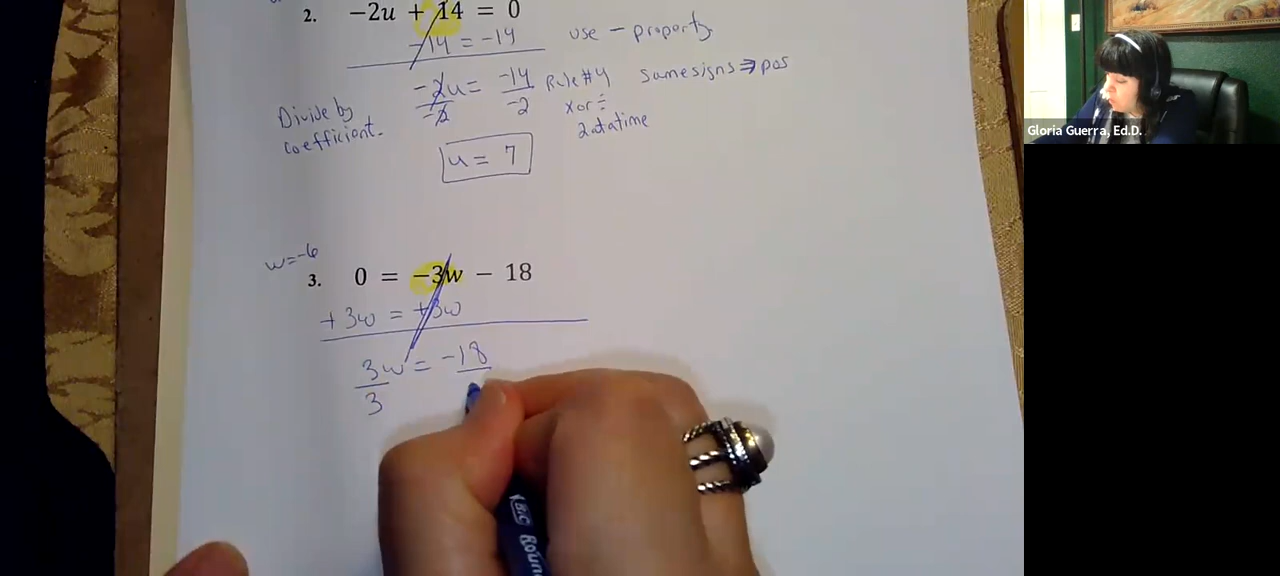 2. -2u + 14 = 0
-14 = -14 use - property
-2u = -14 Rule #4 same signs ⇒ pos
-2 -2 x or ÷
Divide by 2 at a time
coefficient.
u = 7
w = -6
3. 0 = -3w - 18
+3w = +3w
3w = -18
3
BIC
Gloria Guerra, Ed.D.